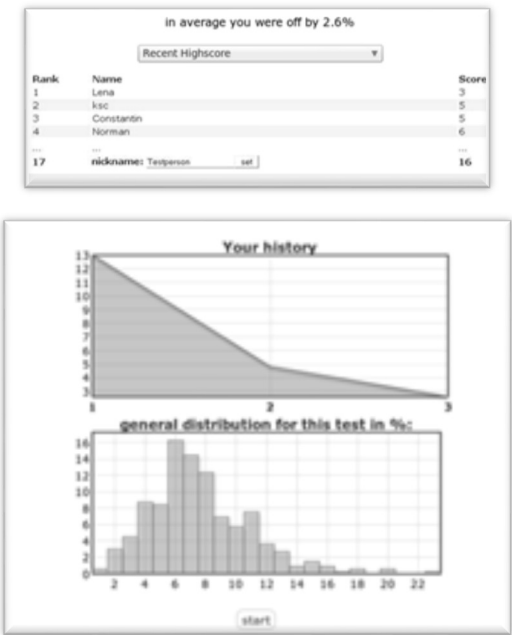 in average you were off by 2.6%
Recent Highscore
Rank Name Score
1 Lena 3
2 ksc 5
3 Constantin 5
4 Norman 6
... ... ...
17 nickname: Testperson set 16
Your history
13
12
11
10
9
8
7
6
5
4
3
1 2 3
general distribution for this test in %:
16
14
12
10
8
6
4
2
0
2 4 6 8 10 12 14 16 18 20 22
start